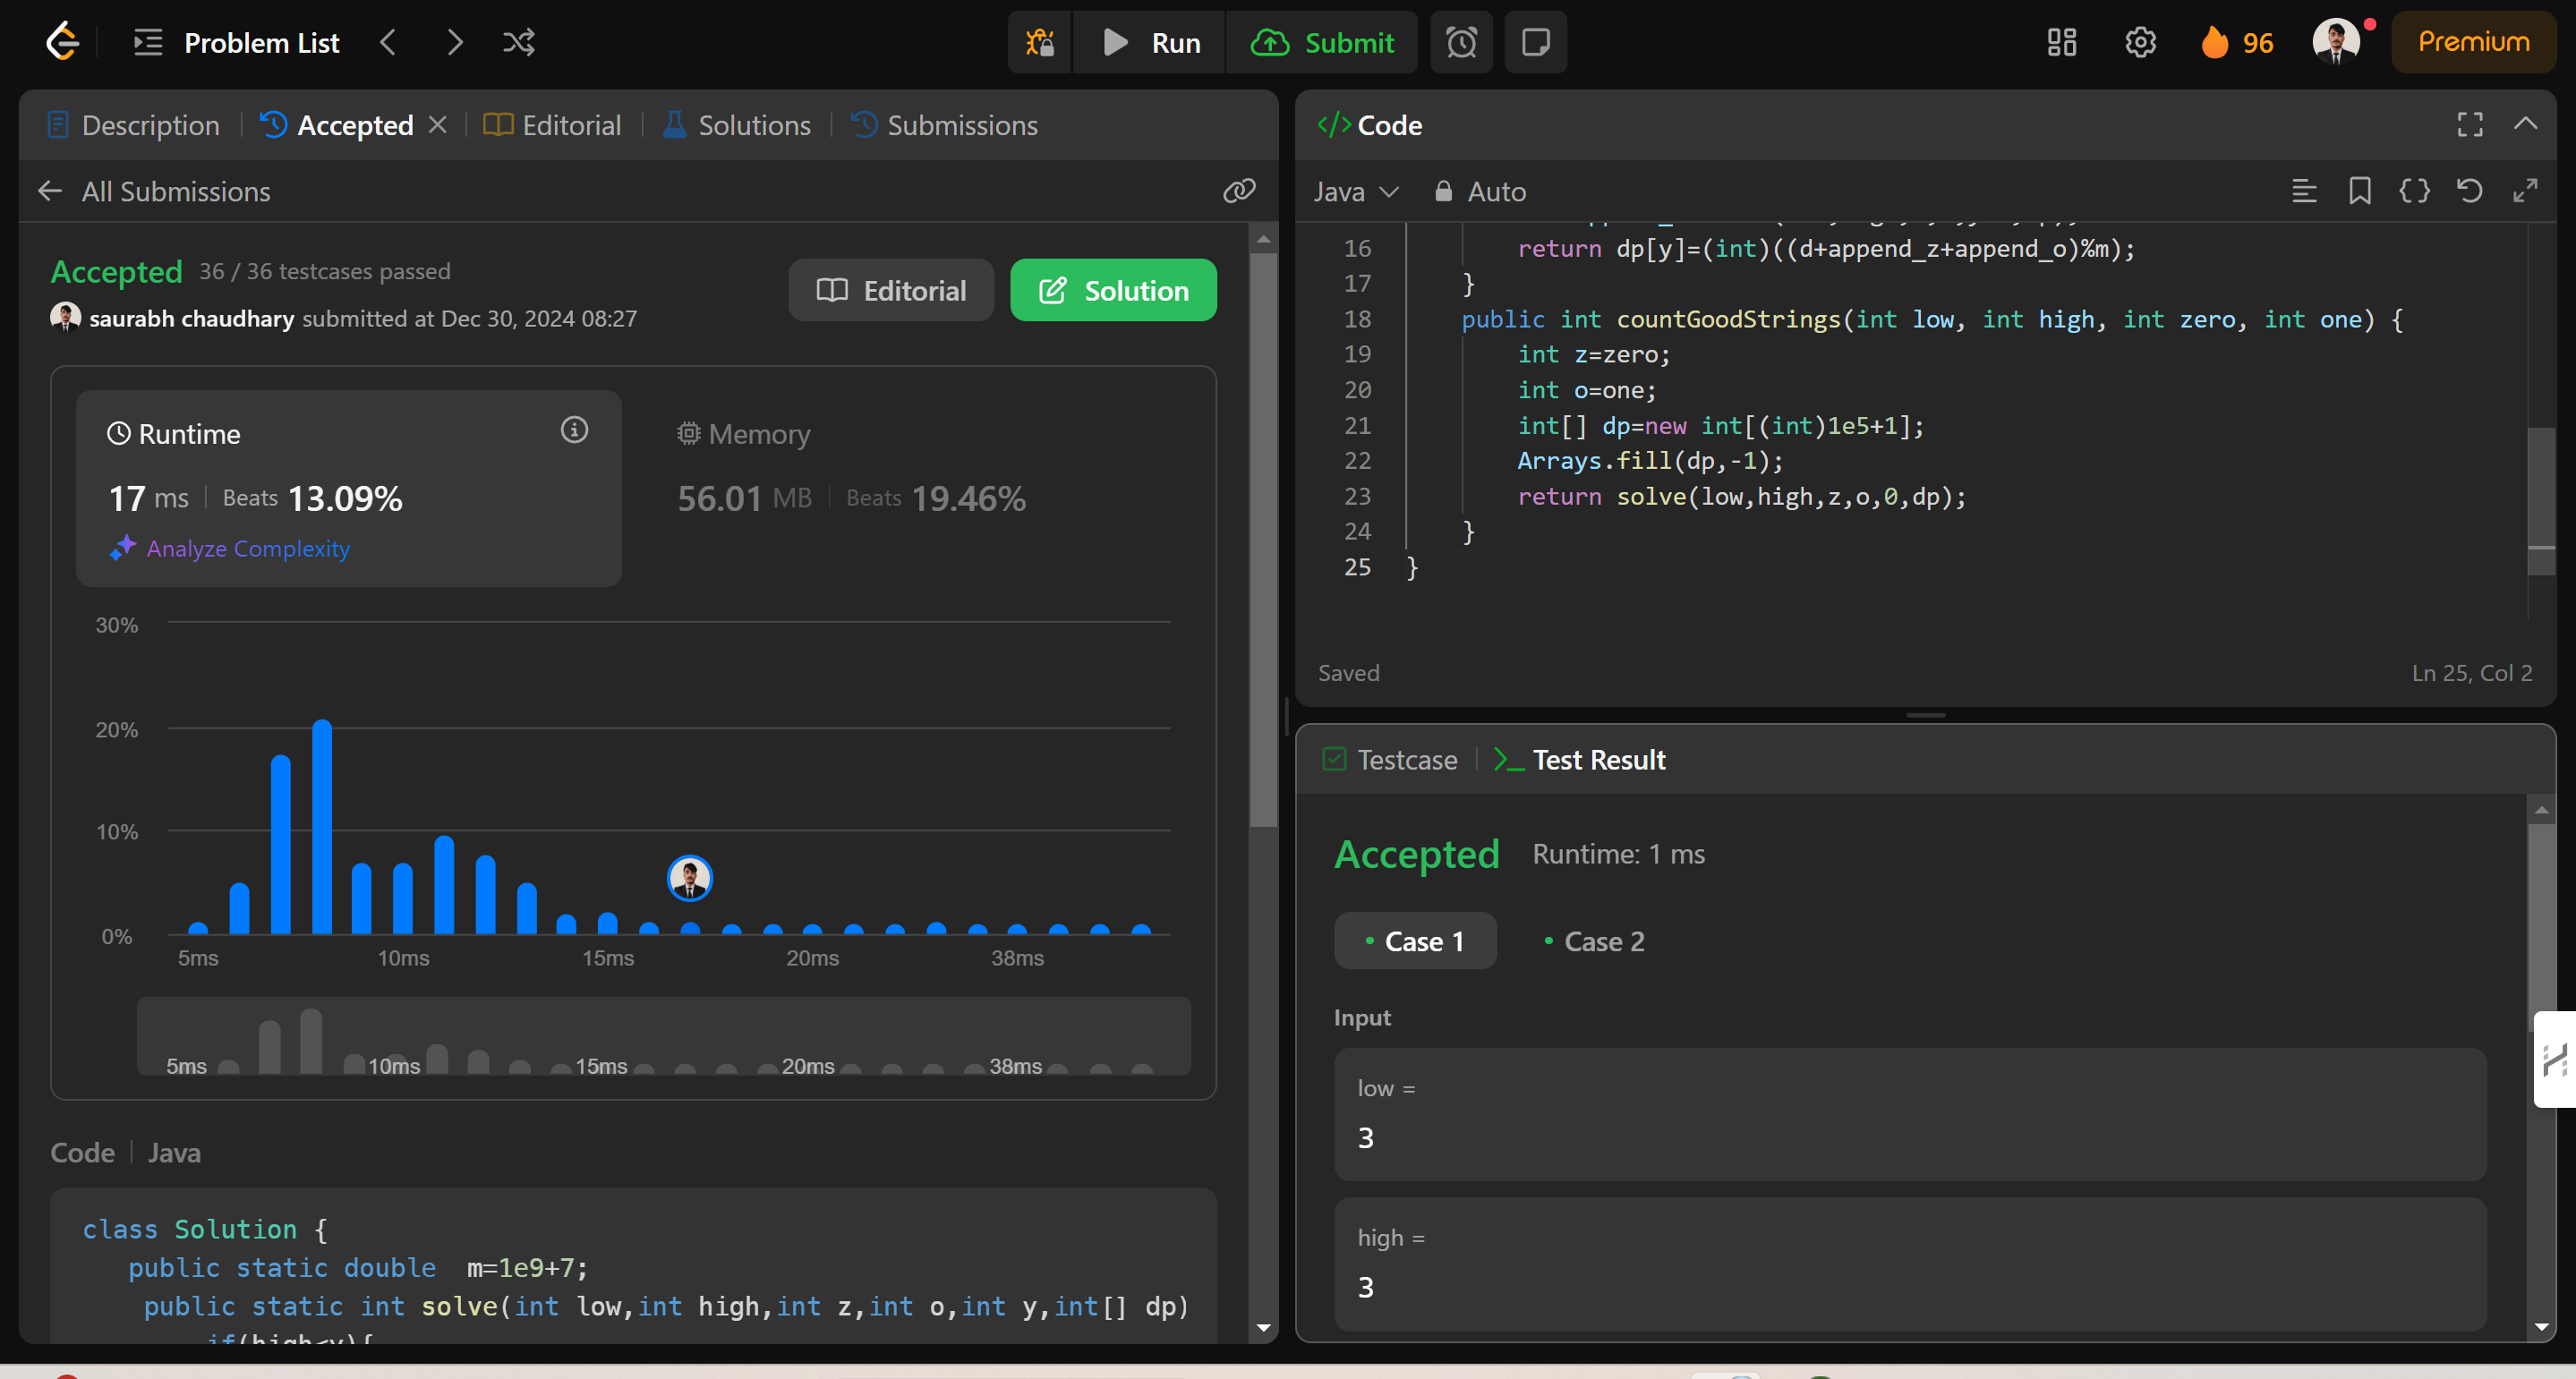 Problem List
Run
Submit
96
Premium
Description
Accepted
Editorial
Solutions
Submissions
All Submissions
Accepted 36 / 36 testcases passed
saurabh chaudhary submitted at Dec 30, 2024 08:27
Editorial
Solution
Runtime
17 ms Beats 13.09%
Analyze Complexity
Memory
56.01 MB Beats 19.46%
30%
20%
10%
0%
5ms 10ms 15ms 20ms 38ms
5ms 10ms 15ms 20ms 38ms
Code Java
class Solution {
public static double  m=1e9+7;
public static int solve(int low,int high,int z,int o,int y,int[] dp)
if(high<y){
</> Code
Java Auto
16 return dp[y]=(int)((d+append_z+append_o)%m);
17 }
18 public int countGoodStrings(int low, int high, int zero, int one) {
19 int z=zero;
20 int o=one;
21 int[] dp=new int[(int)1e5+1];
22 Arrays.fill(dp,-1);
23 return solve(low,high,z,o,0,dp);
24 }
25 }
Saved
Ln 25, Col 2
Testcase
Test Result
Accepted Runtime: 1 ms
Case 1 Case 2
Input
low =
3
high =
3